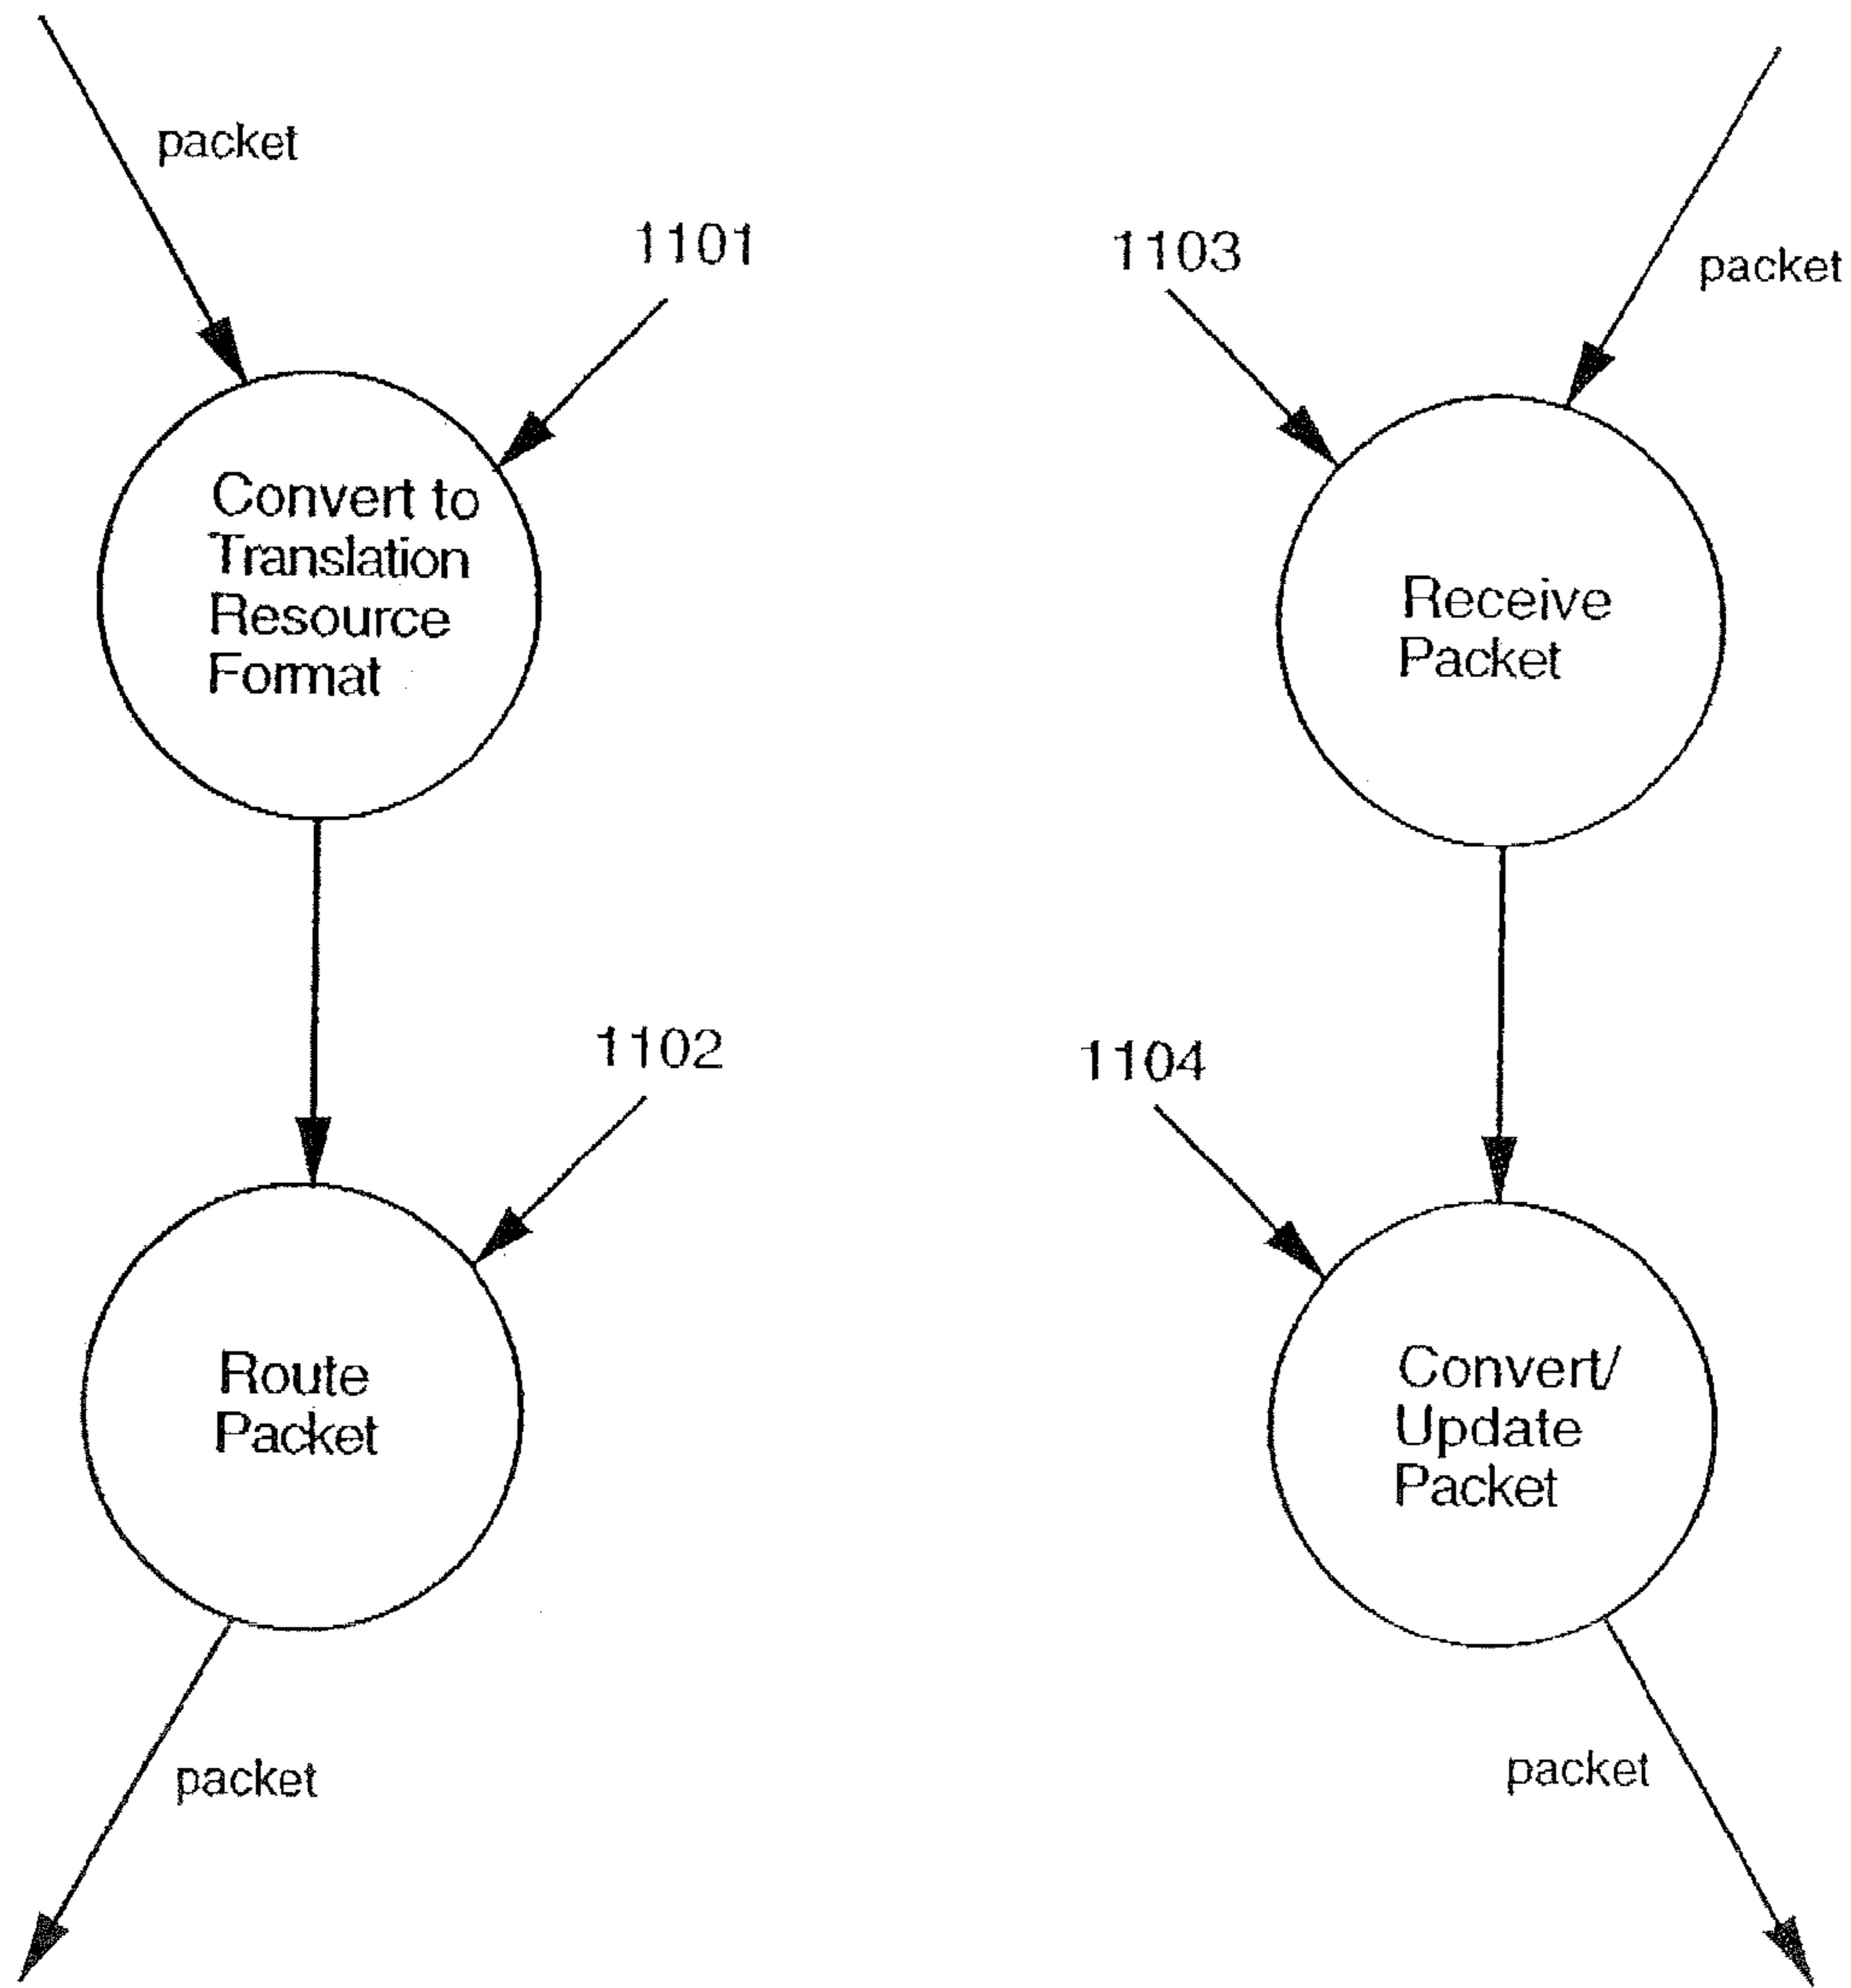 packet
1101
Convert to
Translation
Resource
Format
1102
Route
Packet
packet
1103
packet
Receive
Packet
1104
Convert/
Update
Packet
packet